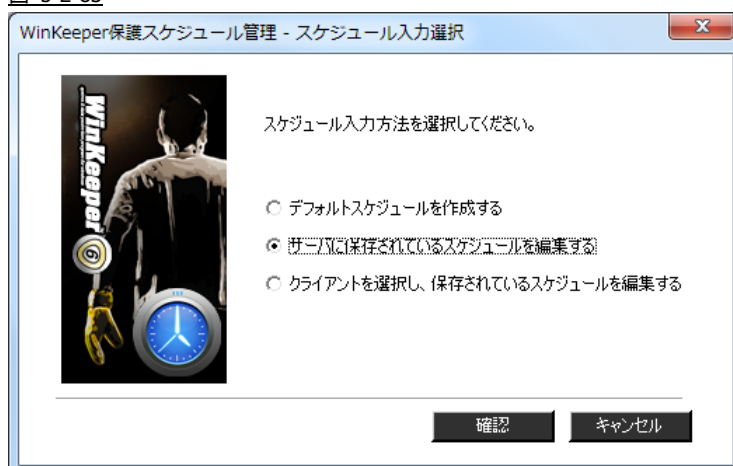 WinKeeper保護スケジュール管理 - スケジュール入力選択
WinKeeper
6
スケジュール入力方法を選択してください。
デフォルトスケジュールを作成する
サーバに保存されているスケジュールを編集する
クライアントを選択し、保存されているスケジュールを編集する
確認
キャンセル